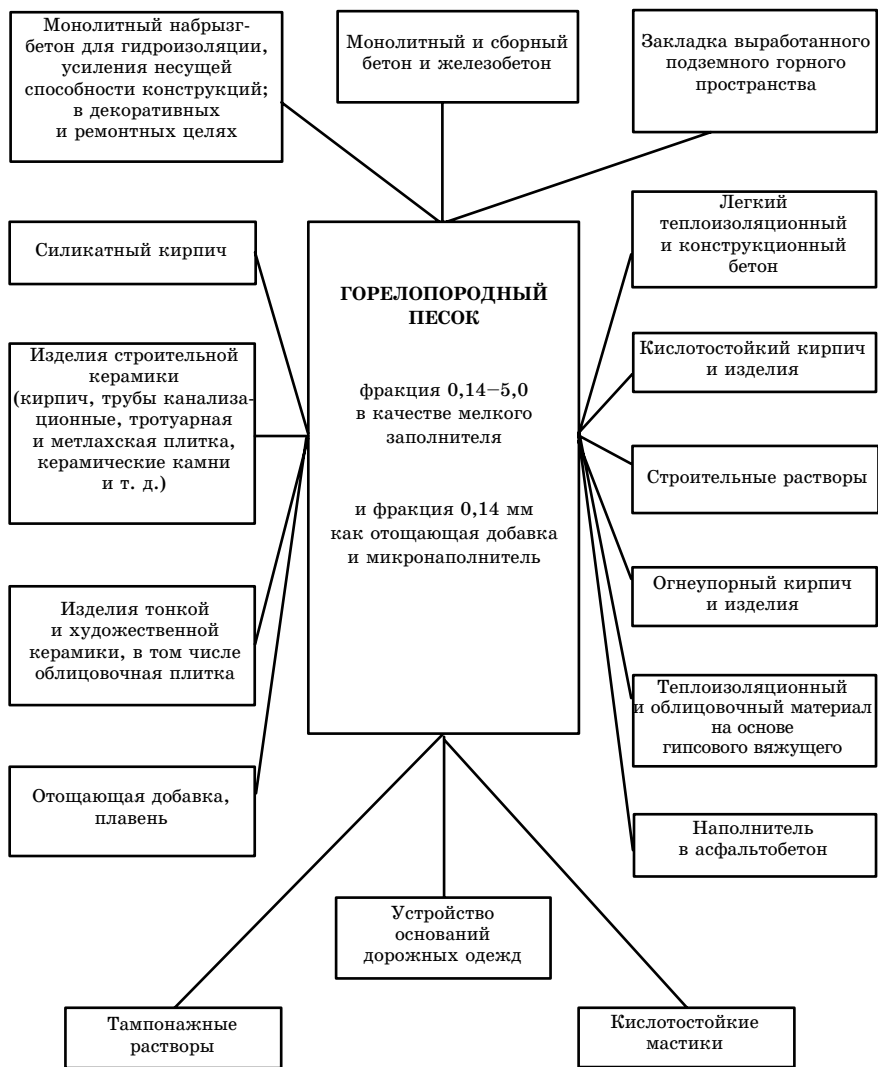 Монолитный набрызг-
бетон для гидроизоляции,
усиления несущей
способности конструкций;
в декоративных
и ремонтных целях
Монолитный и сборный
бетон и железобетон
Закладка выработанного
подземного горного
пространства
Силикатный кирпич
Изделия строительной
керамики
(кирпич, трубы канализа-
ционные, тротуарная
и метлахская плитка,
керамические камни
и т. д.)
Изделия тонкой
и художественной
керамики, в том числе
облицовочная плитка
Отощающая добавка,
плавень
ГОРЕЛОПОРОДНЫЙ
ПЕСОК
фракция 0,14–5,0
в качестве мелкого
заполнителя
и фракция 0,14 мм
как отощающая добавка
и микронаполнитель
Легкий
теплоизоляционный
и конструкционный
бетон
Кислотостойкий кирпич
и изделия
Строительные растворы
Огнеупорный кирпич
и изделия
Теплоизоляционный
и облицовочный материал
на основе
гипсового вяжущего
Наполнитель
в асфальтобетон
Устройство
оснований
дорожных одежд
Тампонажные
растворы
Кислотостойкие
мастики